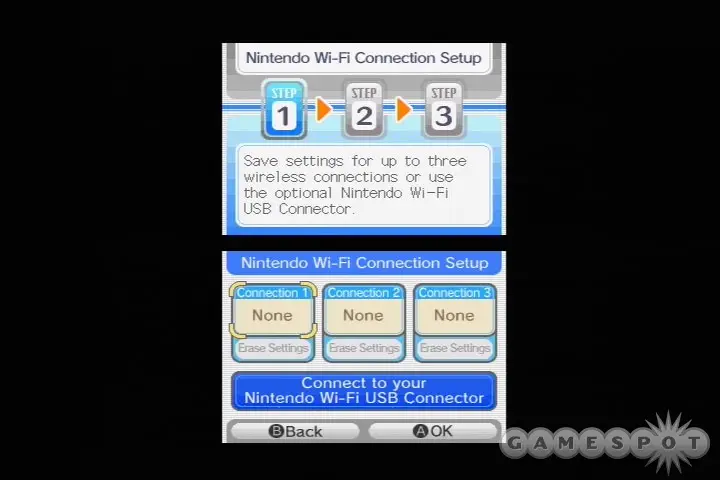 Nintendo Wi-Fi Connection Setup
STEP STEP STEP
1 2 3
Save settings for up to three
wireless connections or use
the optional Nintendo Wi-Fi
USB Connector.
Nintendo Wi-Fi Connection Setup
Connection 1 Connection 2 Connection 3
None None None
Erase Settings Erase Settings Erase Settings
Connect to your
Nintendo Wi-Fi USB Connector
B Back A OK
GAMESPOT